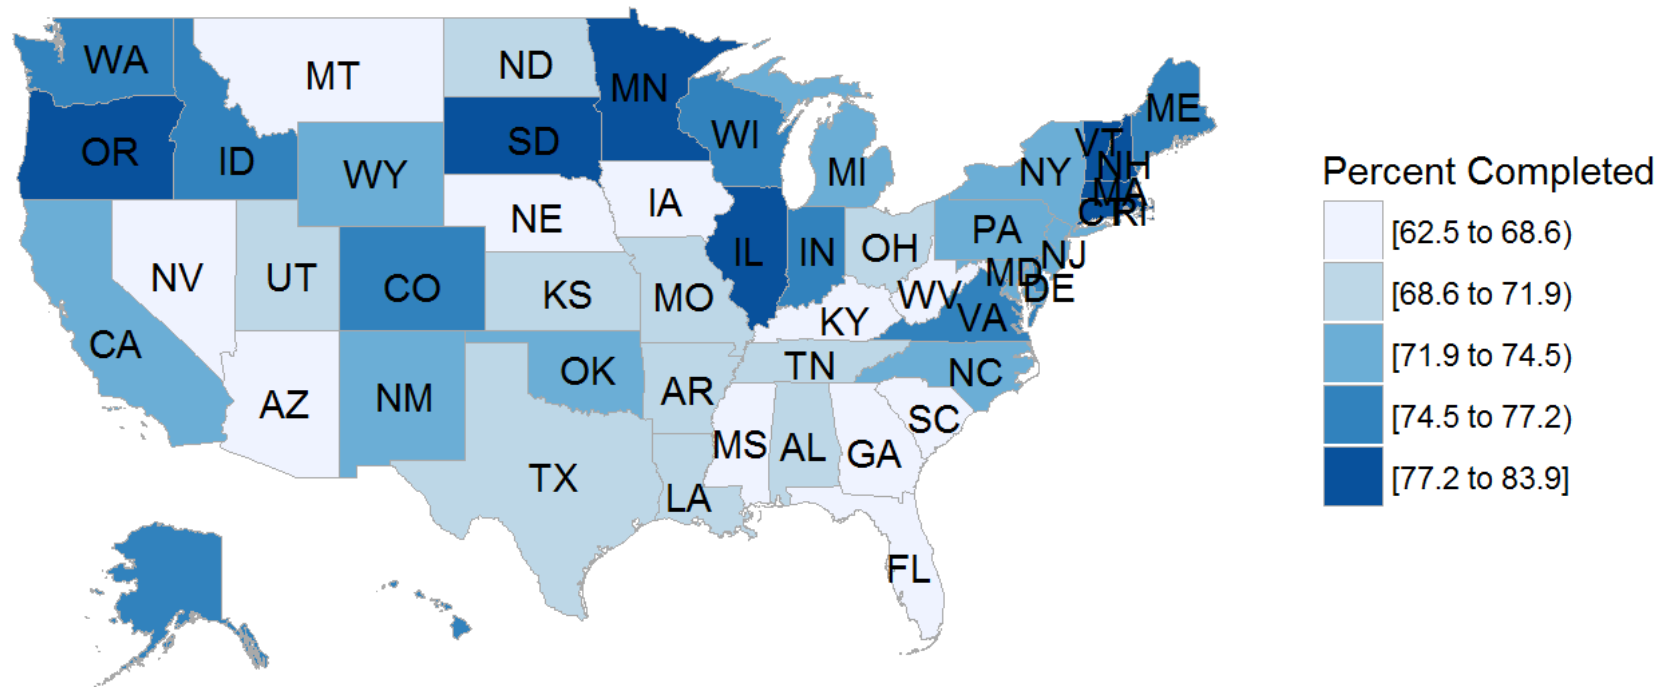 WA
MT
ND
MN
OR
ID
WY
SD
WI
MI
NY
VT
NH
ME
MA
CT
RI
NV
UT
CO
NE
IA
IL
IN
OH
PA
NJ
MD
DE
CA
KS
MO
KY
WV
VA
AZ
NM
OK
AR
TN
NC
TX
LA
MS
AL
GA
SC
FL
Percent Completed
[62.5 to 68.6)
[68.6 to 71.9)
[71.9 to 74.5)
[74.5 to 77.2)
[77.2 to 83.9]